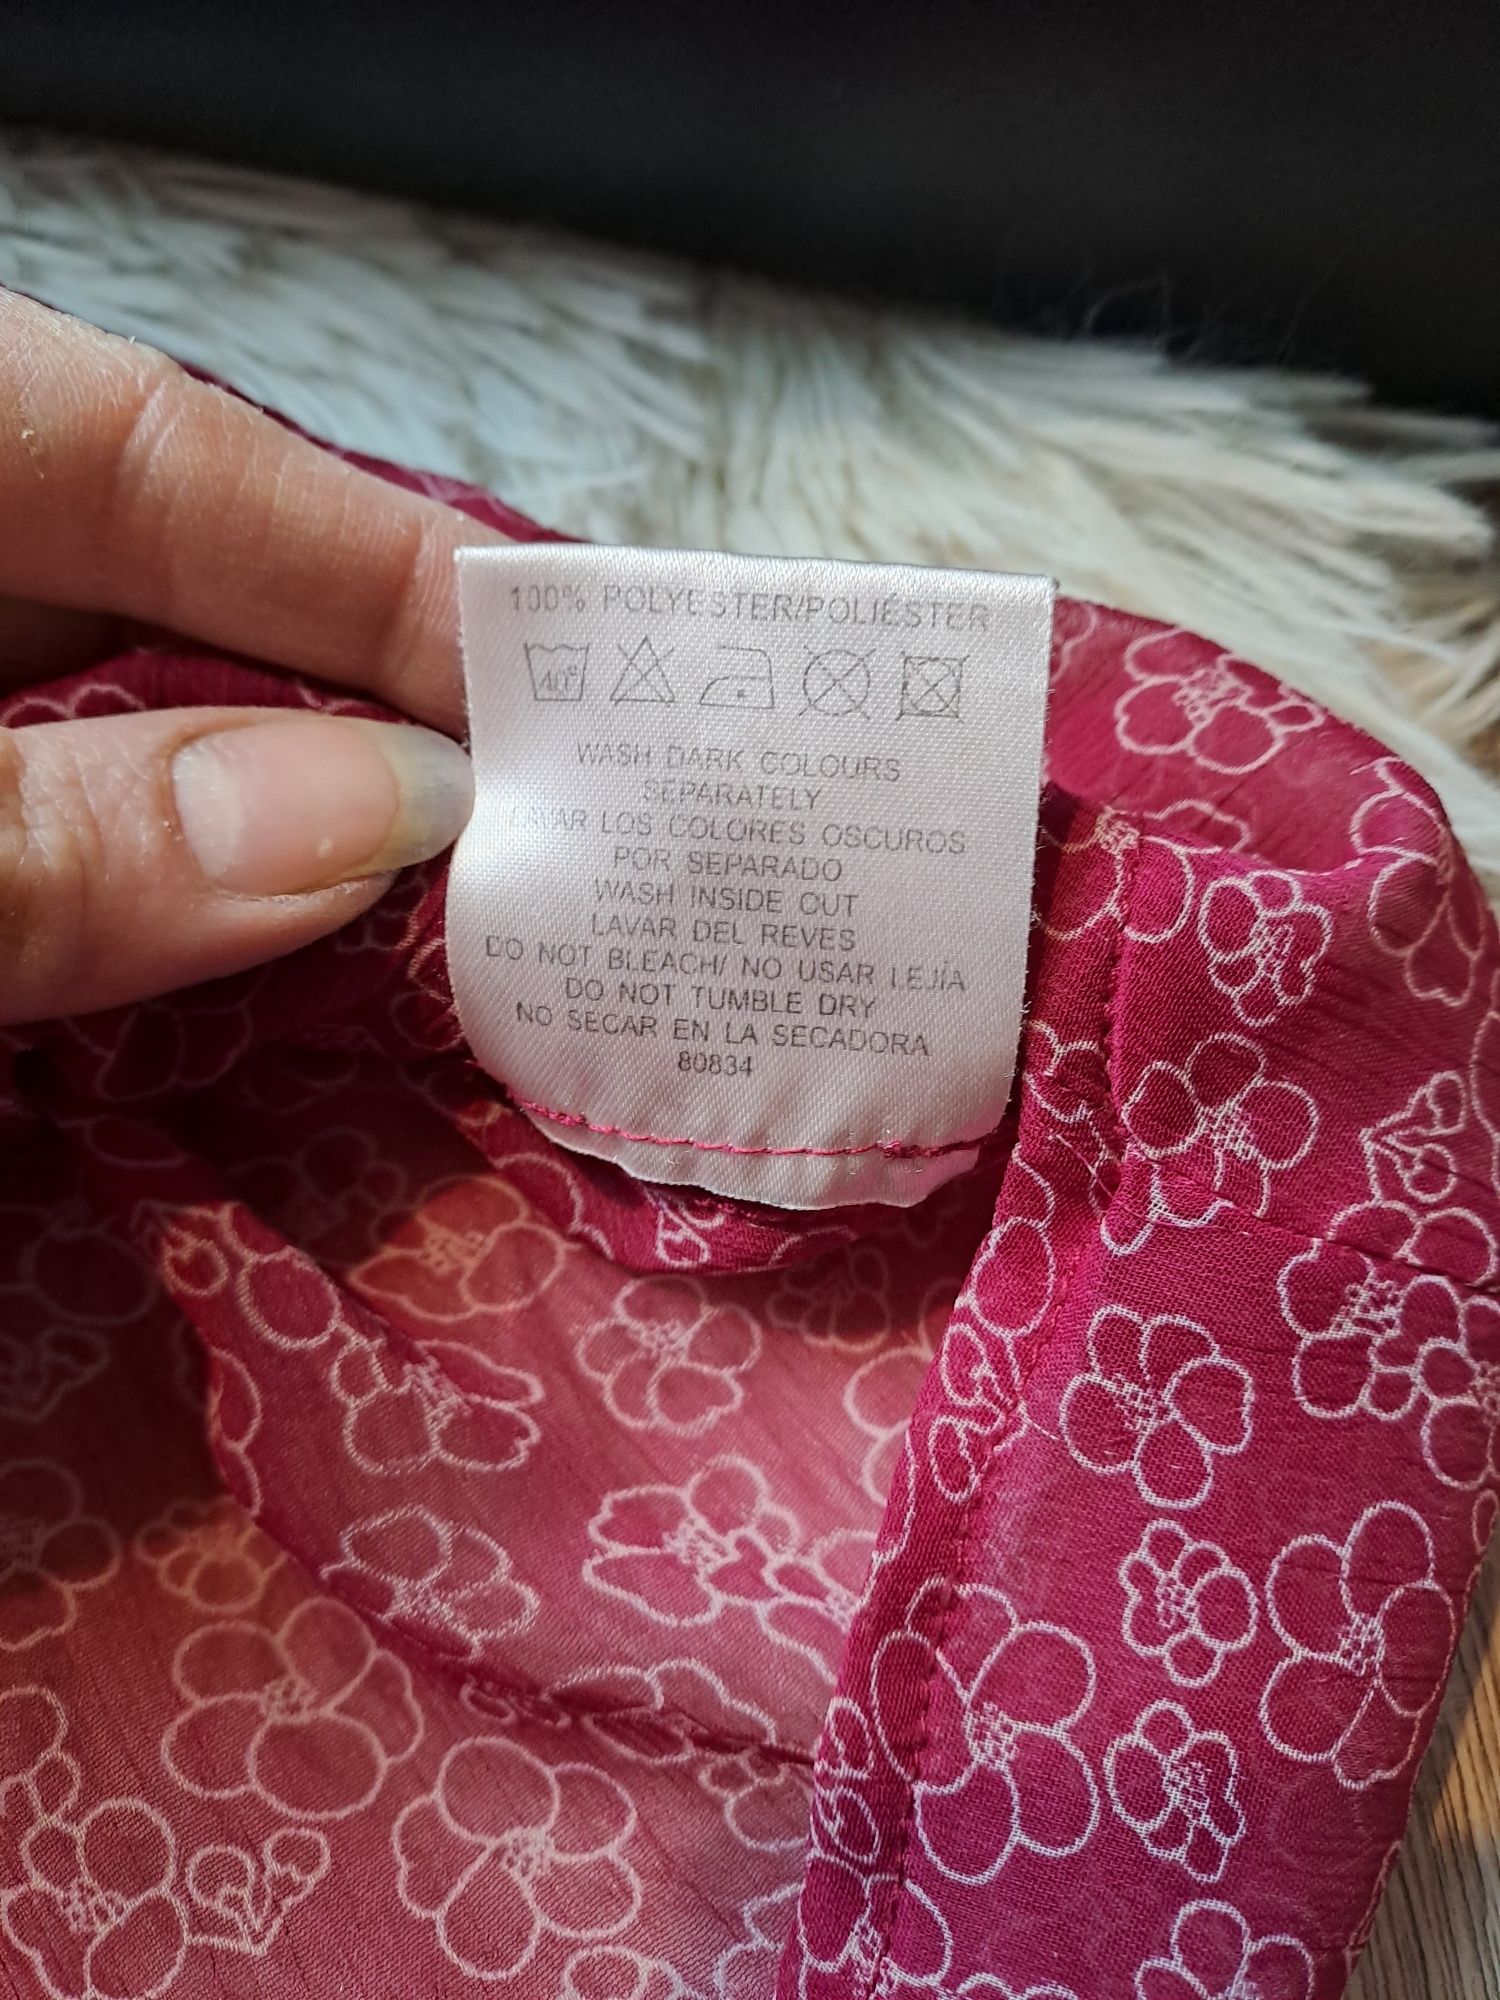 100% POLYESTER/POLIÉSTER
40°
WASH DARK COLOURS
SEPARATELY
LAVAR LOS COLORES OSCUROS
POR SEPARADO
WASH INSIDE OUT
LAVAR DEL REVES
DO NOT BLEACH/ NO USAR LEJÍA
DO NOT TUMBLE DRY
NO SECAR EN LA SECADORA
80834